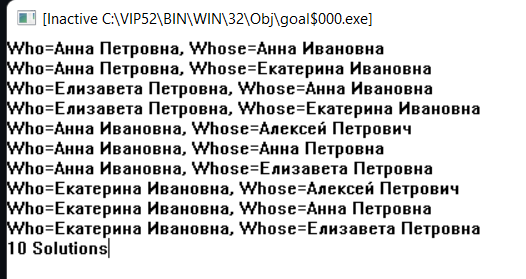 [Inactive C:\VIP52\BIN\WIN\32\Obj\goal$000.exe]
Who=Анна Петровна, Whose=Анна Ивановна
Who=Анна Петровна, Whose=Екатерина Ивановна
Who=Елизавета Петровна, Whose=Анна Ивановна
Who=Елизавета Петровна, Whose=Екатерина Ивановна
Who=Анна Ивановна, Whose=Алексей Петрович
Who=Анна Ивановна, Whose=Анна Петровна
Who=Анна Ивановна, Whose=Елизавета Петровна
Who=Екатерина Ивановна, Whose=Алексей Петрович
Who=Екатерина Ивановна, Whose=Анна Петровна
Who=Екатерина Ивановна, Whose=Елизавета Петровна
10 Solutions